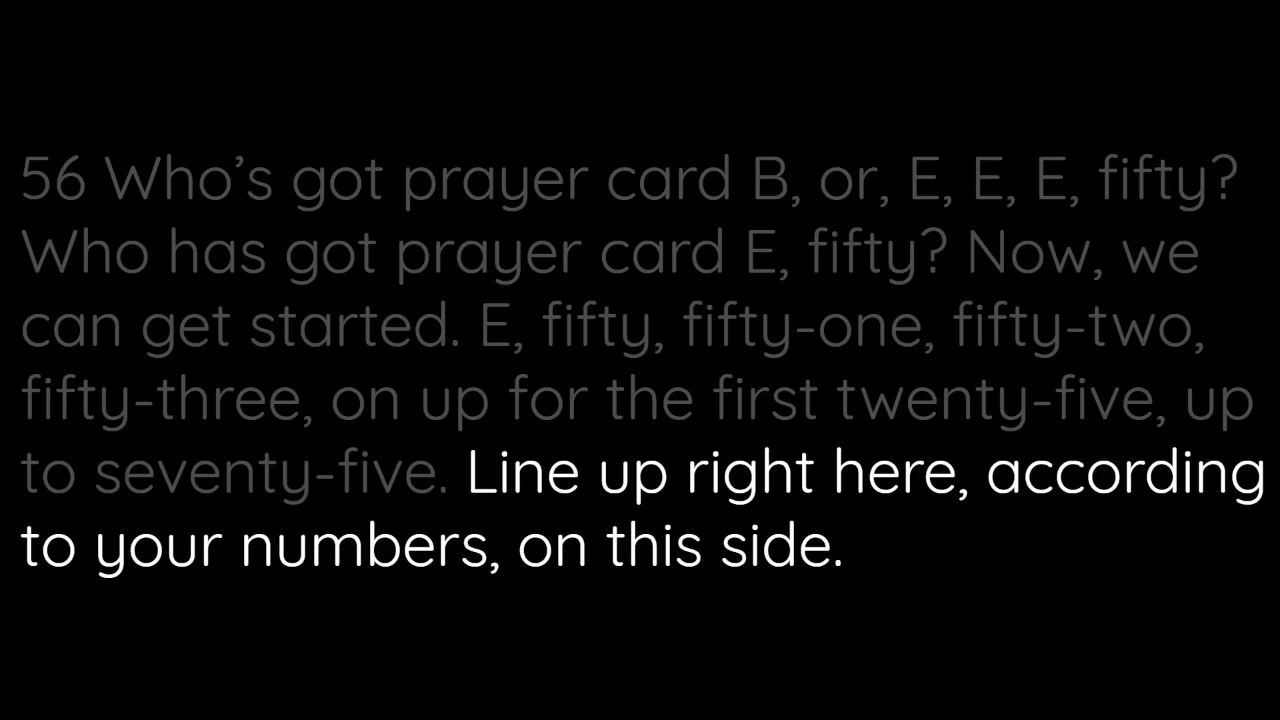 56 Who’s got prayer card B, or, E, E, E, fifty?
Who has got prayer card E, fifty? Now, we
can get started. E, fifty, fifty-one, fifty-two,
fifty-three, on up for the first twenty-five, up
to seventy-five. Line up right here, according
to your numbers, on this side.